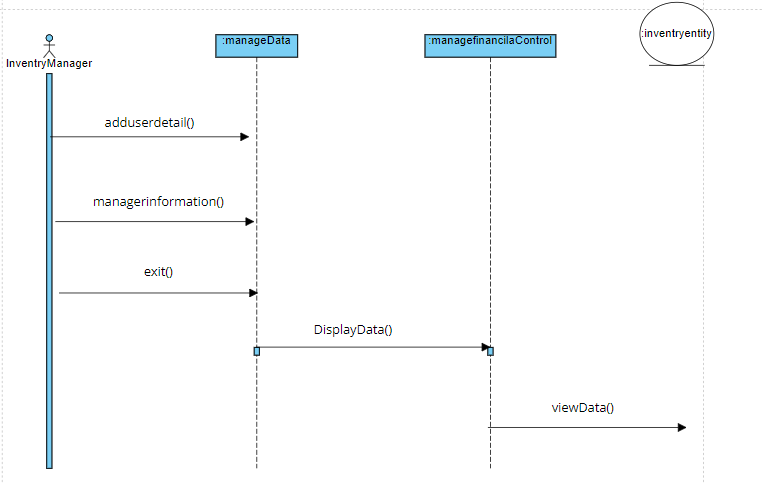 InventryManager
:manageData
:managefinancilaControl
:inventryentity
adduserdetail()
managerinformation()
exit()
DisplayData()
viewData()